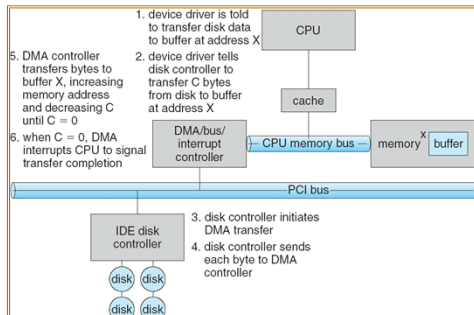 1. device driver is told
to transfer disk data
to buffer at address X
2. device driver tells
disk controller to
transfer C bytes
from disk to buffer
at address X
5. DMA controller
transfers bytes to
buffer X, increasing
memory address
and decreasing C
until C = 0
6. when C = 0, DMA
interrupts CPU to signal
transfer completion
CPU
cache
DMA/bus/
interrupt
controller
CPU memory bus
memory
x
buffer
PCI bus
IDE disk
controller
3. disk controller initiates
DMA transfer
4. disk controller sends
each byte to DMA
controller
disk
disk
disk
disk